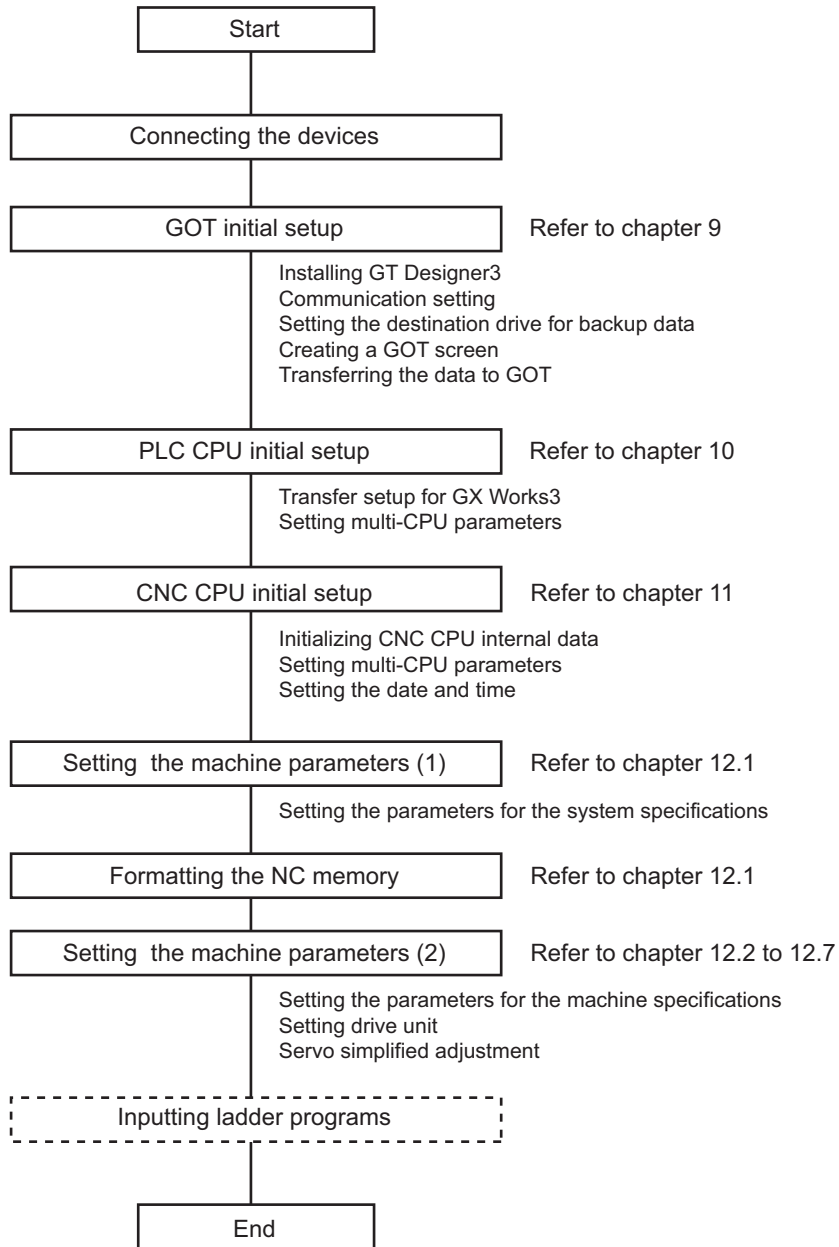 Start
Connecting the devices
GOT initial setup
Refer to chapter 9
Installing GT Designer3
Communication setting
Setting the destination drive for backup data
Creating a GOT screen
Transferring the data to GOT
PLC CPU initial setup
Refer to chapter 10
Transfer setup for GX Works3
Setting multi-CPU parameters
CNC CPU initial setup
Refer to chapter 11
Initializing CNC CPU internal data
Setting multi-CPU parameters
Setting the date and time
Setting the machine parameters (1)
Refer to chapter 12.1
Setting the parameters for the system specifications
Formatting the NC memory
Refer to chapter 12.1
Setting the machine parameters (2)
Refer to chapter 12.2 to 12.7
Setting the parameters for the machine specifications
Setting drive unit
Servo simplified adjustment
Inputting ladder programs
End